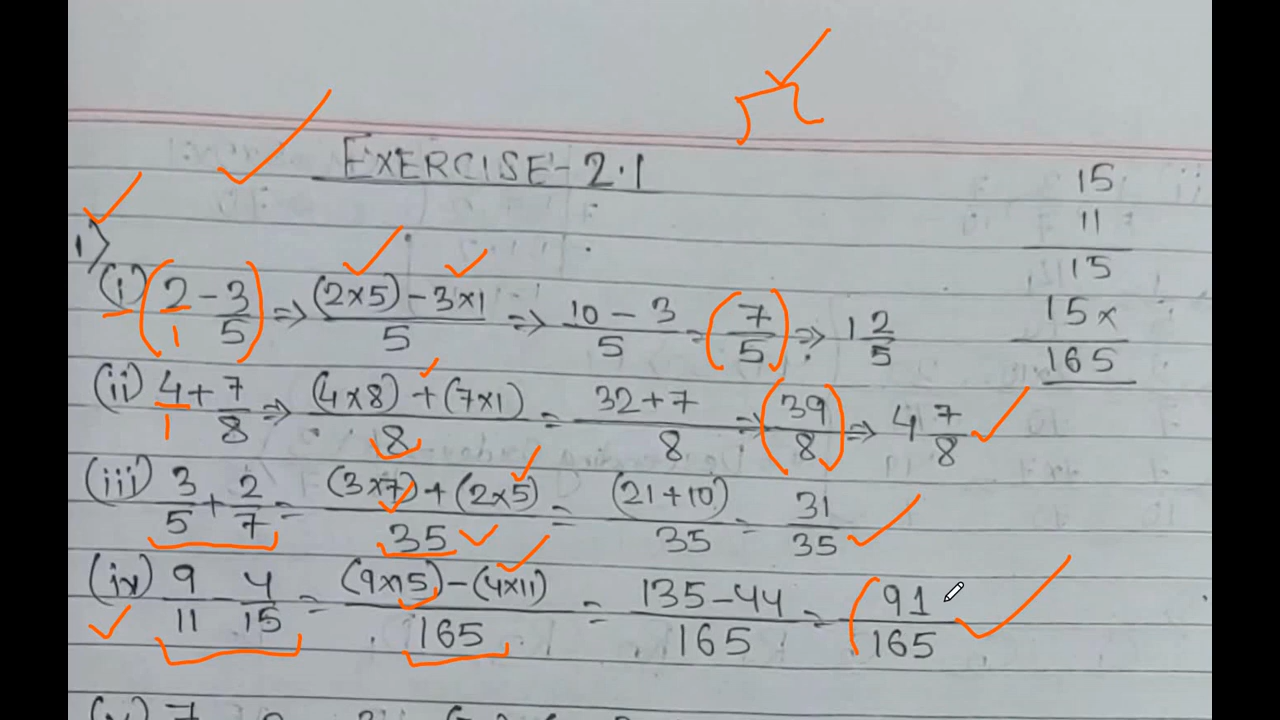 EXERCISE-2.1
15
11
15
15×
165
1)
(i) 2/1 - 3/5 ⇒ (2×5)-3×1/5 ⇒ 10-3/5 = (7/5) ⇒ 1 2/5
(ii) 4/1 + 7/8 ⇒ (4×8)+(7×1)/8 = 32+7/8 ⇒ (39/8) ⇒ 4 7/8
(iii) 3/5 + 2/7 = (3×7)+(2×5)/35 = (21+10)/35 = 31/35
(iv) 9/11 - 4/15 = (9×15)-(4×11)/165 = 135-44/165 = 91/165
(v) 7